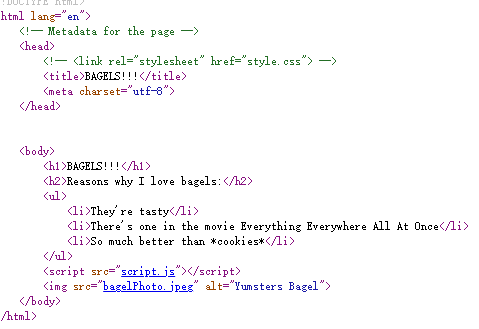 !DOCTYPE html>
html lang="en">
<!-- Metadata for the page -->
<head>
<!-- <link rel="stylesheet" href="style.css"> -->
<title>BAGELS!!!</title>
<meta charset="utf-8">
</head>
<body>
<h1>BAGELS!!!</h1>
<h2>Reasons why I love bagels:</h2>
<ul>
<li>They're tasty</li>
<li>There's one in the movie Everything Everywhere All At Once</li>
<li>So much better than *cookies*</li>
</ul>
<script src="script.js"></script>
<img src="bagelPhoto.jpeg" alt="Yumsters Bagel">
</body>
/html>